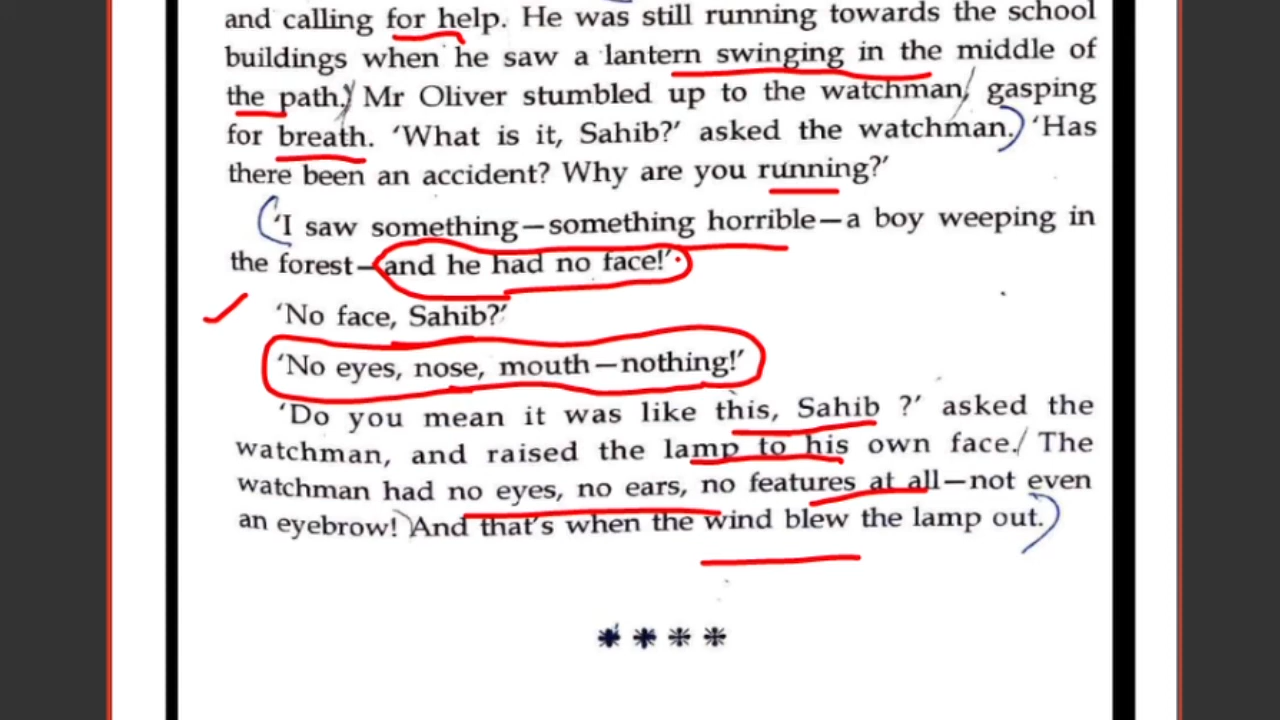 and calling for help. He was still running towards the school
buildings when he saw a lantern swinging in the middle of
the path. Mr Oliver stumbled up to the watchman, gasping
for breath. ‘What is it, Sahib?’ asked the watchman. ‘Has
there been an accident? Why are you running?’
‘I saw something—something horrible—a boy weeping in
the forest—and he had no face!’
‘No face, Sahib?’
‘No eyes, nose, mouth—nothing!’
‘Do you mean it was like this, Sahib ?’ asked the
watchman, and raised the lamp to his own face. The
watchman had no eyes, no ears, no features at all—not even
an eyebrow! And that’s when the wind blew the lamp out.
****